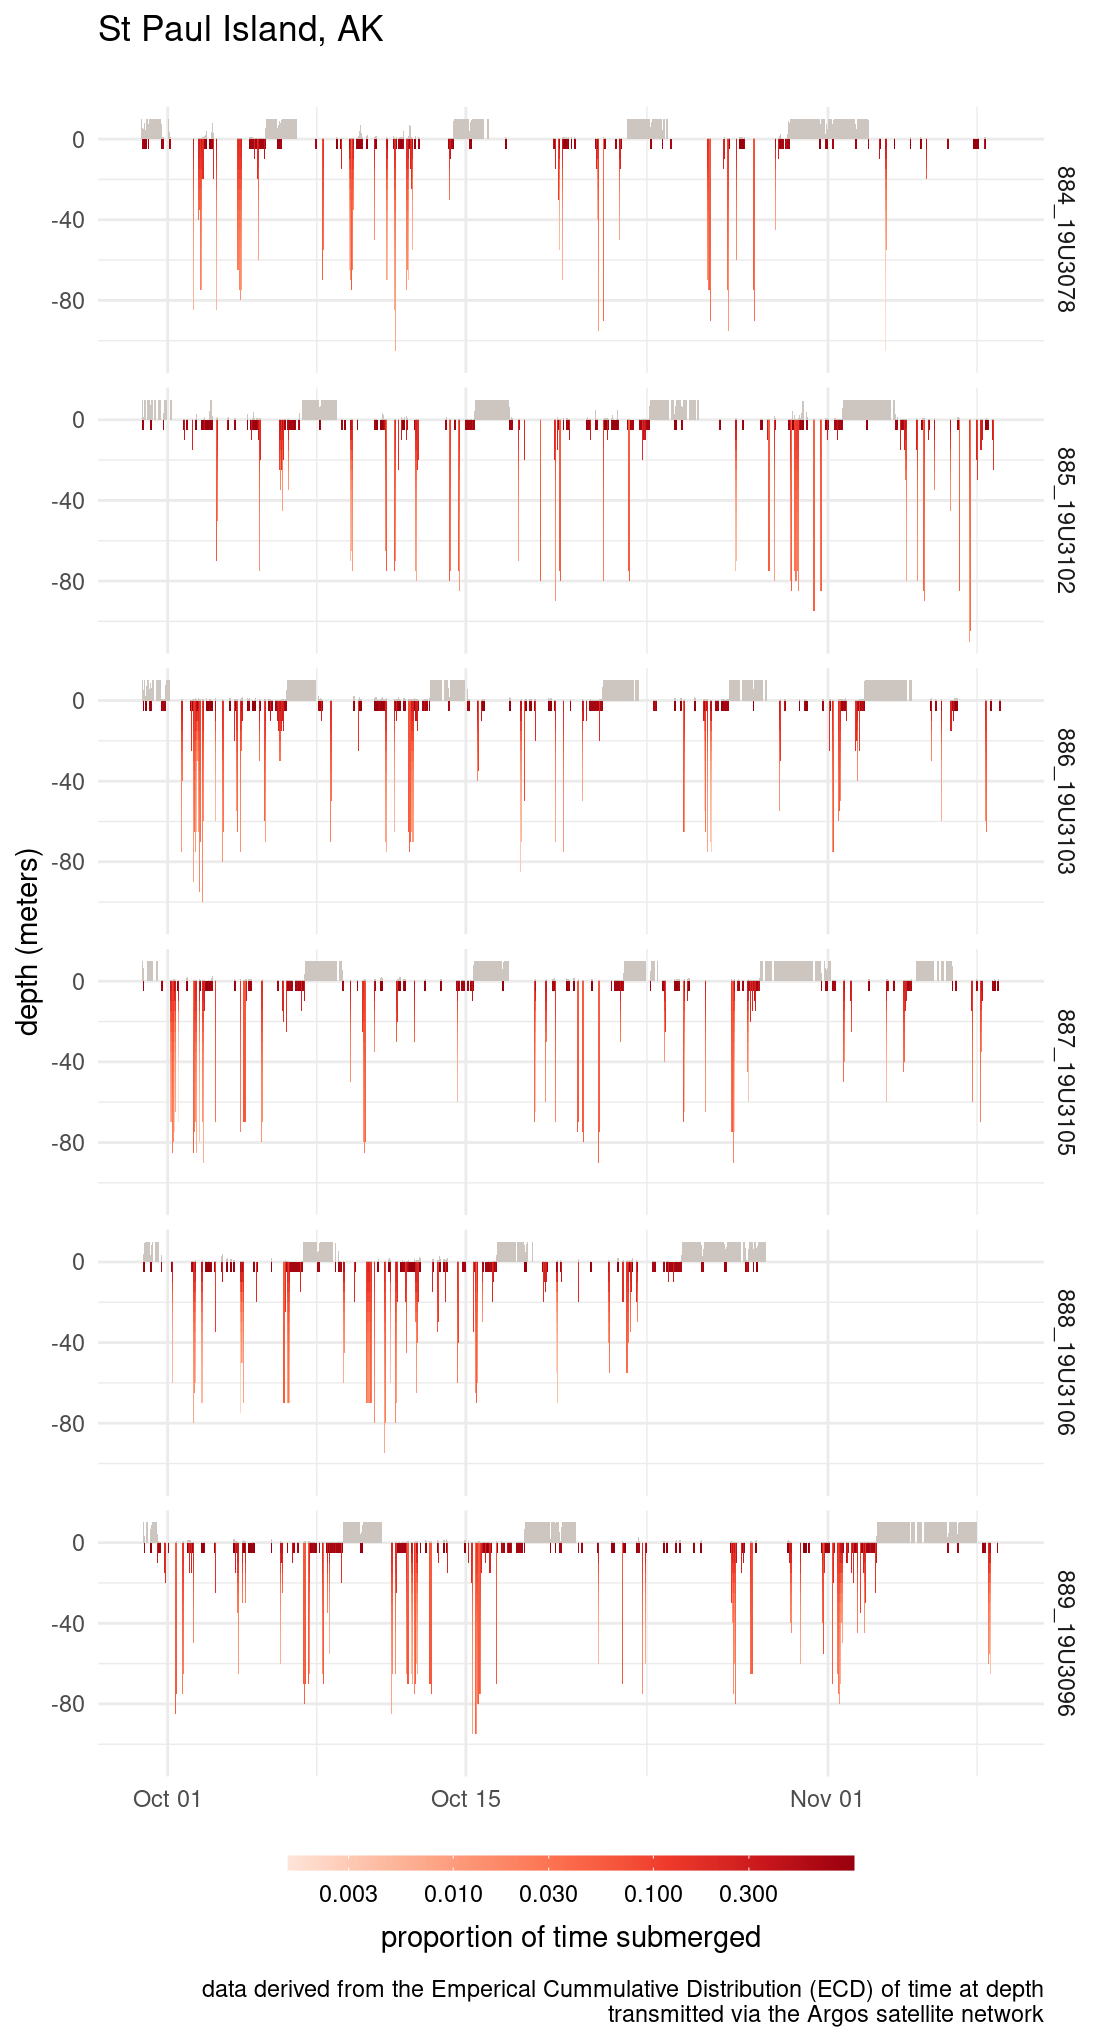 St Paul Island, AK
0
-40
-80
884_19U3078
0
-40
-80
885_19U3102
0
-40
-80
886_19U3103
depth (meters)
0
-40
-80
887_19U3105
0
-40
-80
888_19U3106
0
-40
-80
889_19U3096
Oct 01 Oct 15 Nov 01
0.003 0.010 0.030 0.100 0.300
proportion of time submerged
data derived from the Emperical Cummulative Distribution (ECD) of time at depth
transmitted via the Argos satellite network